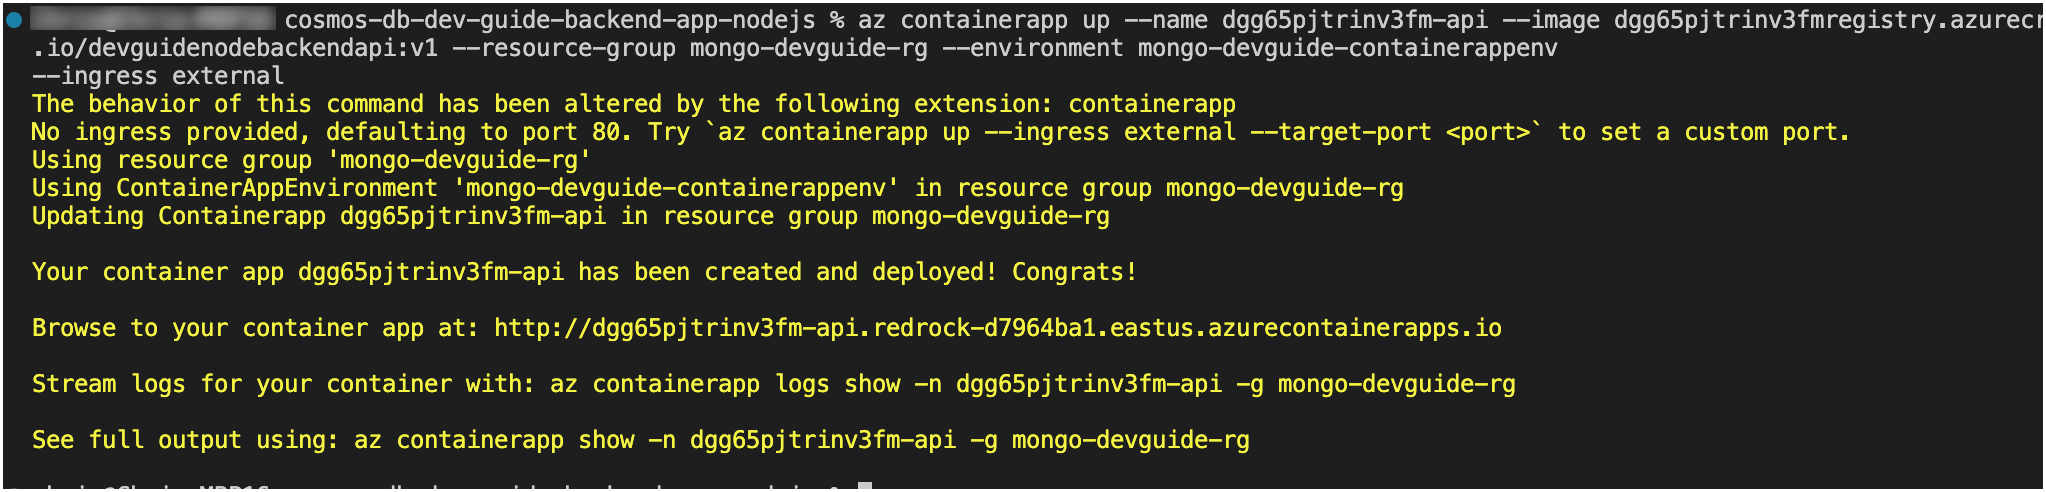 cosmos-db-dev-guide-backend-app-nodejs % az containerapp up --name dgg65pjtrinv3fm-api --image dgg65pjtrinv3fmregistry.azurecr
.io/devguidenodebackendapi:v1 --resource-group mongo-devguide-rg --environment mongo-devguide-containerappenv
--ingress external
The behavior of this command has been altered by the following extension: containerapp
No ingress provided, defaulting to port 80. Try `az containerapp up --ingress external --target-port <port>` to set a custom port.
Using resource group 'mongo-devguide-rg'
Using ContainerAppEnvironment 'mongo-devguide-containerappenv' in resource group mongo-devguide-rg
Updating Containerapp dgg65pjtrinv3fm-api in resource group mongo-devguide-rg
Your container app dgg65pjtrinv3fm-api has been created and deployed! Congrats!
Browse to your container app at: http://dgg65pjtrinv3fm-api.redrock-d7964ba1.eastus.azurecontainerapps.io
Stream logs for your container with: az containerapp logs show -n dgg65pjtrinv3fm-api -g mongo-devguide-rg
See full output using: az containerapp show -n dgg65pjtrinv3fm-api -g mongo-devguide-rg